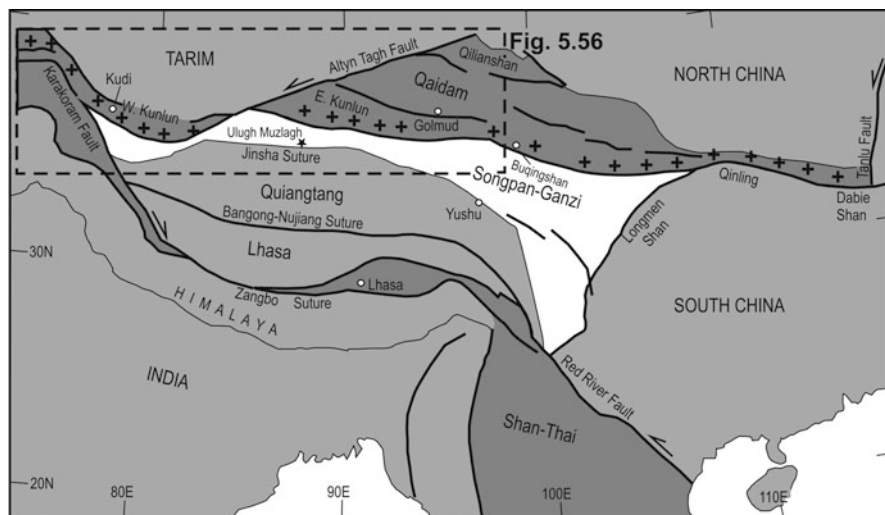 Fig. 5.56
TARIM
Altyn Tagh Fault
Qilianshan
NORTH CHINA
Kudi
Karakoram Fault
W. Kunlun
Qaidam
E. Kunlun
Golmud
Tanlu Fault
Ulugh Muzlagh
Jinsha Suture
Buqingshan
Songpan-Ganzi
Qinling
Dabie
Shan
Quiangtang
Yushu
Bangong-Nujiang Suture
Longmen
Shan
30N
Lhasa
Lhasa
Zangbo Suture
HIMALAYA
SOUTH CHINA
INDIA
Red River Fault
Shan-Thai
20N
80E
90E
100E
110E